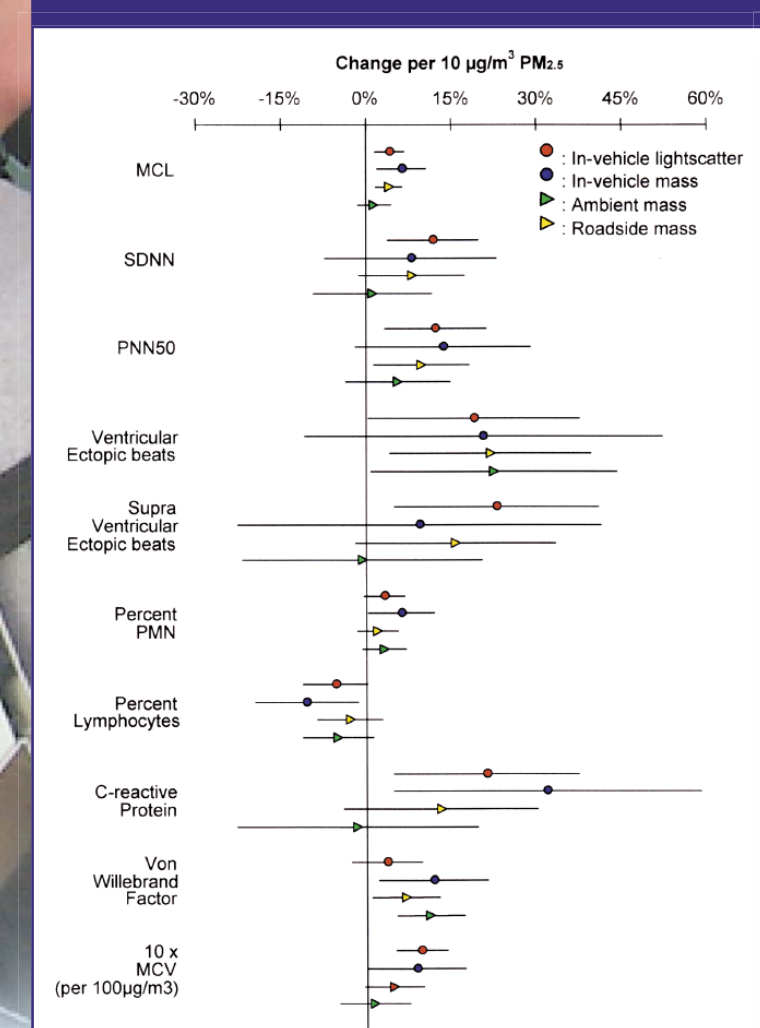 Change per 10 µg/m³ PM2.5
-30% -15% 0% 15% 30% 45% 60%
: In-vehicle lightscatter
: In-vehicle mass
: Ambient mass
: Roadside mass
MCL
SDNN
PNN50
Ventricular
Ectopic beats
Supra
Ventricular
Ectopic beats
Percent
PMN
Percent
Lymphocytes
C-reactive
Protein
Von
Willebrand
Factor
10 x
MCV
(per 100µg/m3)